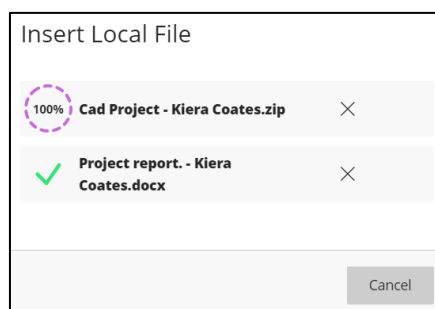 Insert Local File
100% Cad Project - Kiera Coates.zip
Project report. - Kiera
Coates.docx
Cancel